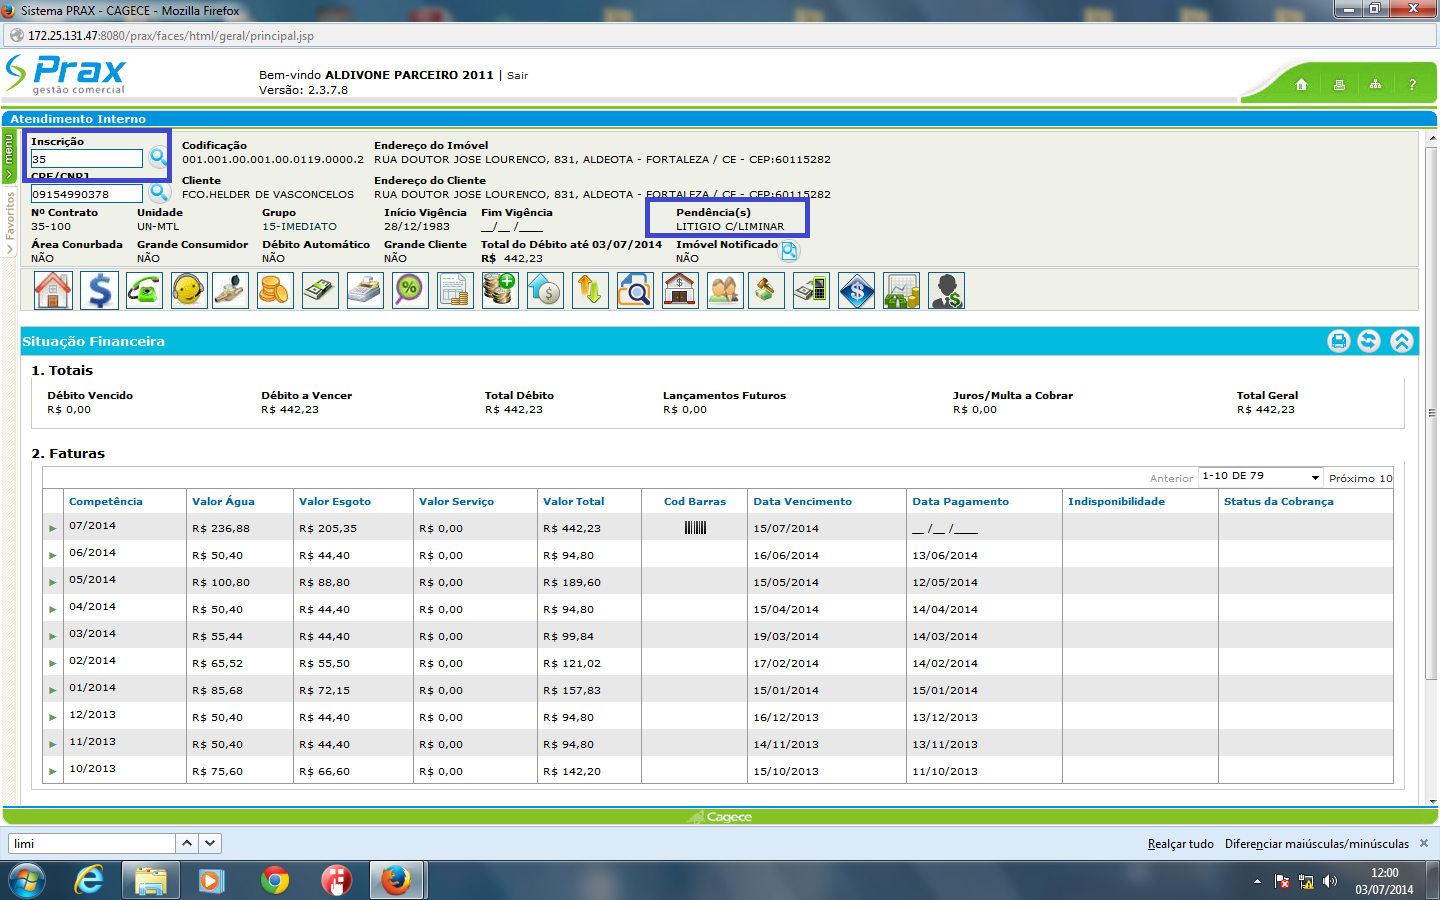 Sistema PRAX - CAGECE - Mozilla Firefox
172.25.131.47:8080/prax/faces/html/geral/principal.jsp
Prax
gestão comercial
Bem-vindo ALDIVONE PARCEIRO 2011 | Sair
Versão: 2.3.7.8
?
Atendimento Interno
menu
Favoritos
Inscrição
35
Codificação
001.001.00.001.00.0119.0000.2
Endereço do Imóvel
RUA DOUTOR JOSE LOURENCO, 831, ALDEOTA - FORTALEZA / CE - CEP:60115282
CPF/CNPJ
09154990378
Cliente
FCO.HELDER DE VASCONCELOS
Endereço do Cliente
RUA DOUTOR JOSE LOURENCO, 831, ALDEOTA - FORTALEZA / CE - CEP:60115282
Nº Contrato Unidade Grupo Início Vigência Fim Vigência Pendência(s)
35-100 UN-MTL 15-IMEDIATO 28/12/1983 __/__ /____ LITIGIO C/LIMINAR
Área Conurbada Grande Consumidor Débito Automático Grande Cliente Total do Débito até 03/07/2014 Imóvel Notificado
NÃO NÃO NÃO NÃO R$ 442,23 NÃO
Situação Financeira
1. Totais
Débito Vencido Débito a Vencer Total Débito Lançamentos Futuros Juros/Multa a Cobrar Total Geral
R$ 0,00 R$ 442,23 R$ 442,23 R$ 0,00 R$ 0,00 R$ 442,23
2. Faturas
Anterior 1-10 DE 79 Próximo 10
Competência Valor Água Valor Esgoto Valor Serviço Valor Total Cod Barras Data Vencimento Data Pagamento Indisponibilidade Status da Cobrança
07/2014 R$ 236,88 R$ 205,35 R$ 0,00 R$ 442,23 15/07/2014 __ /__ /____
06/2014 R$ 50,40 R$ 44,40 R$ 0,00 R$ 94,80 16/06/2014 13/06/2014
05/2014 R$ 100,80 R$ 88,80 R$ 0,00 R$ 189,60 15/05/2014 12/05/2014
04/2014 R$ 50,40 R$ 44,40 R$ 0,00 R$ 94,80 15/04/2014 14/04/2014
03/2014 R$ 55,44 R$ 44,40 R$ 0,00 R$ 99,84 19/03/2014 14/03/2014
02/2014 R$ 65,52 R$ 55,50 R$ 0,00 R$ 121,02 17/02/2014 14/02/2014
01/2014 R$ 85,68 R$ 72,15 R$ 0,00 R$ 157,83 15/01/2014 15/01/2014
12/2013 R$ 50,40 R$ 44,40 R$ 0,00 R$ 94,80 16/12/2013 13/12/2013
11/2013 R$ 50,40 R$ 44,40 R$ 0,00 R$ 94,80 14/11/2013 13/11/2013
10/2013 R$ 75,60 R$ 66,60 R$ 0,00 R$ 142,20 15/10/2013 11/10/2013
Cagece
limi
Realçar tudo Diferenciar maiúsculas/minúsculas
12:00
03/07/2014